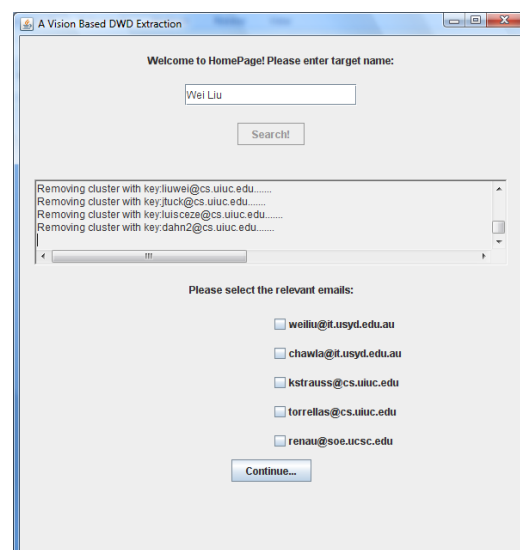 A Vision Based DWD Extraction
Welcome to HomePage! Please enter target name:
Wei Liu
Search!
Removing cluster with key:liuwei@cs.uiuc.edu.......
Removing cluster with key:jtuck@cs.uiuc.edu.......
Removing cluster with key:luisceze@cs.uiuc.edu.......
Removing cluster with key:dahn2@cs.uiuc.edu.......
Please select the relevant emails:
weiliu@it.usyd.edu.au
chawla@it.usyd.edu.au
kstrauss@cs.uiuc.edu
torrellas@cs.uiuc.edu
renau@soe.ucsc.edu
Continue...